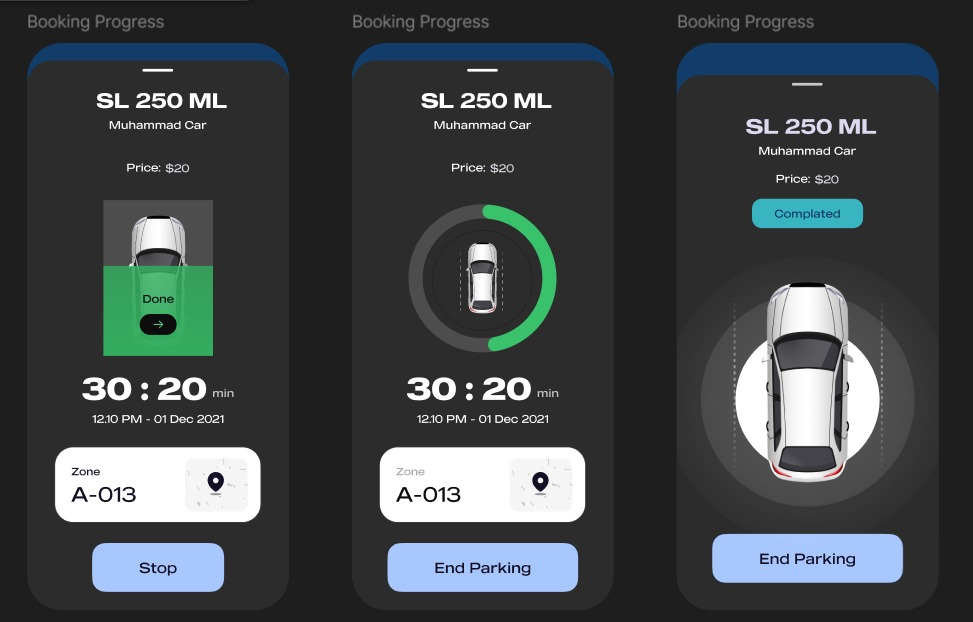 Booking Progress
SL 250 ML
Muhammad Car
Price: $20
Done
30 : 20 min
12.10 PM - 01 Dec 2021
Zone
A-013
Stop
Booking Progress
SL 250 ML
Muhammad Car
Price: $20
30 : 20 min
12.10 PM - 01 Dec 2021
Zone
A-013
End Parking
Booking Progress
SL 250 ML
Muhammad Car
Price: $20
Complated
End Parking